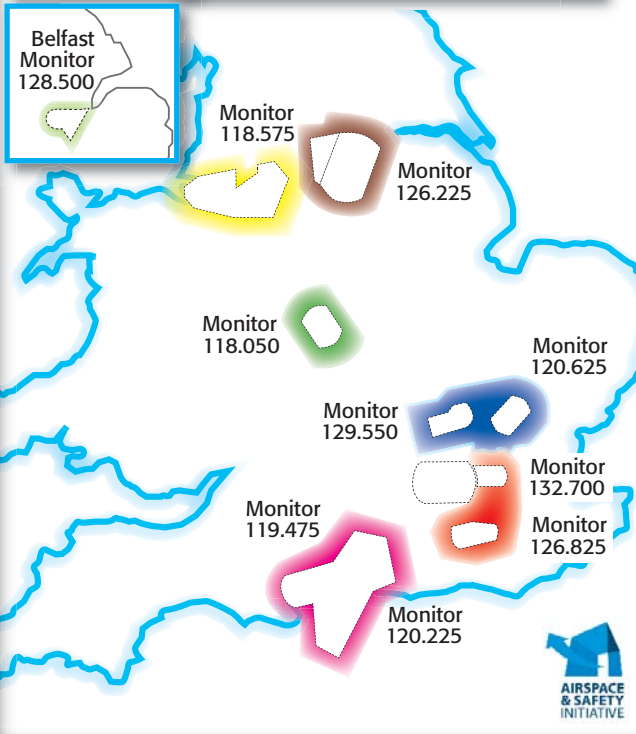 Belfast
Monitor
128.500
Monitor
118.575
Monitor
126.225
Monitor
118.050
Monitor
120.625
Monitor
129.550
Monitor
132.700
Monitor
119.475
Monitor
126.825
Monitor
120.225
AIRSPACE
& SAFETY
INITIATIVE